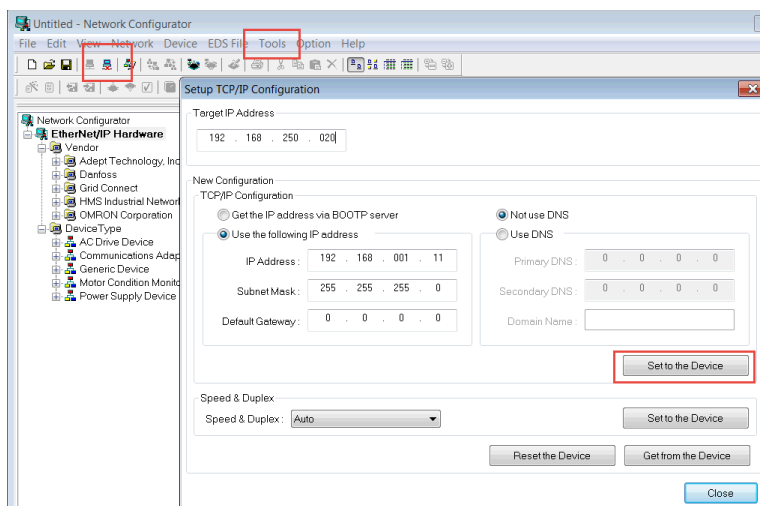 Untitled - Network Configurator
File Edit View Network Device EDS File Tools Option Help
Setup TCP/IP Configuration
Target IP Address
192 . 168 . 250 . 020
Network Configurator
EtherNet/IP Hardware
Vendor
Adept Technology, Inc
Danfoss
Grid Connect
HMS Industrial Networ
OMRON Corporation
DeviceType
AC Drive Device
Communications Adap
Generic Device
Motor Condition Monito
Power Supply Device
New Configuration
TCP/IP Configuration
Get the IP address via BOOTP server
Use the following IP address
IP Address : 192 . 168 . 001 . 11
Subnet Mask : 255 . 255 . 255 . 0
Default Gateway : 0 . 0 . 0 . 0
Not use DNS
Use DNS
Primary DNS : 0 . 0 . 0 . 0
Secondary DNS : 0 . 0 . 0 . 0
Domain Name :
Set to the Device
Speed & Duplex
Speed & Duplex : Auto
Set to the Device
Reset the Device Get from the Device
Close